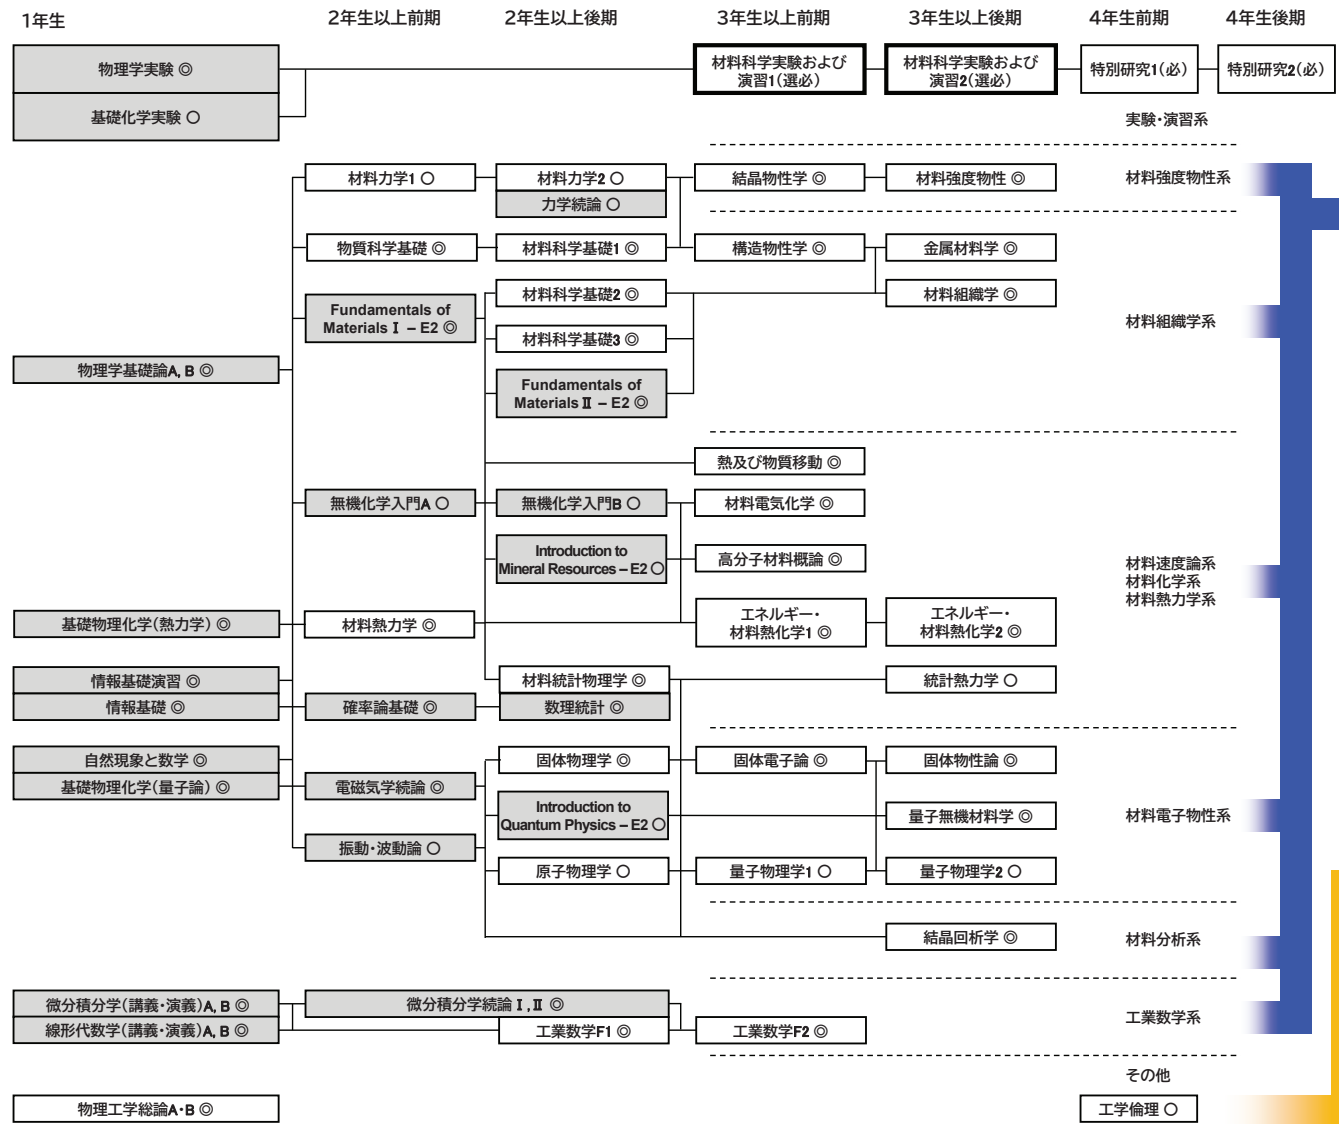 1年生
2年生以上前期
2年生以上後期
3年生以上前期
3年生以上後期
4年生前期
4年生後期
物理学実験 ◎
基礎化学実験 ○
材料科学実験および
演習1(選必)
材料科学実験および
演習2(選必)
特別研究1(必)
特別研究2(必)
実験・演習系
材料力学1 ○
材料力学2 ○
力学続論 ○
結晶物性学 ◎
材料強度物性 ◎
材料強度物性系
物質科学基礎 ◎
材料科学基礎1 ◎
構造物性学 ◎
金属材料学 ◎
Fundamentals of
Materials Ⅰ – E2 ◎
材料科学基礎2 ◎
材料組織学 ◎
材料科学基礎3 ◎
材料組織学系
物理学基礎論A, B ◎
Fundamentals of
Materials Ⅱ – E2 ◎
熱及び物質移動 ◎
無機化学入門A ○
無機化学入門B ○
材料電気化学 ◎
Introduction to
Mineral Resources – E2 ○
高分子材料概論 ◎
材料速度論系
材料化学系
材料熱力学系
基礎物理化学(熱力学) ◎
材料熱力学 ◎
エネルギー・
材料熱化学1 ◎
エネルギー・
材料熱化学2 ◎
情報基礎演習 ◎
情報基礎 ◎
確率論基礎 ◎
材料統計物理学 ◎
数理統計 ◎
統計熱力学 ○
自然現象と数学 ◎
基礎物理化学(量子論) ◎
電磁気学続論 ◎
固体物理学 ◎
固体電子論 ◎
固体物性論 ◎
Introduction to
Quantum Physics – E2 ○
量子無機材料学 ◎
材料電子物性系
振動・波動論 ○
原子物理学 ○
量子物理学1 ○
量子物理学2 ○
結晶回析学 ◎
材料分析系
微分積分学(講義・演義)A, B ◎
線形代数学(講義・演義)A, B ◎
微分積分学続論Ⅰ,Ⅱ ◎
工業数学F1 ◎
工業数学F2 ◎
工業数学系
その他
物理工学総論A・B ◎
工学倫理 ○